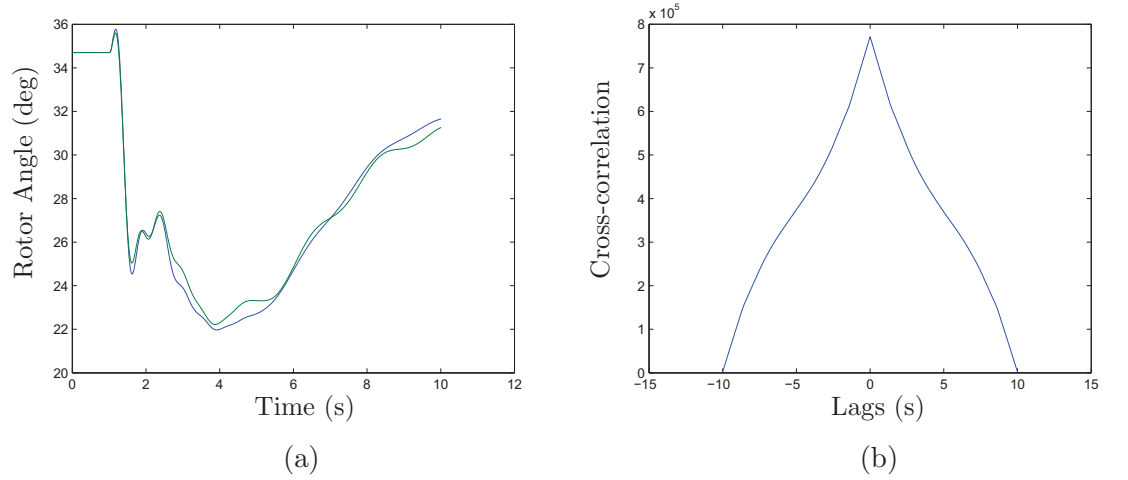 36
34
32
30
28
26
24
22
20
0 2 4 6 8 10 12
Rotor Angle (deg)
Time (s)
(a)
x 10^5
8
7
6
5
4
3
2
1
0
−15 −10 −5 0 5 10 15
Cross-correlation
Lags (s)
(b)